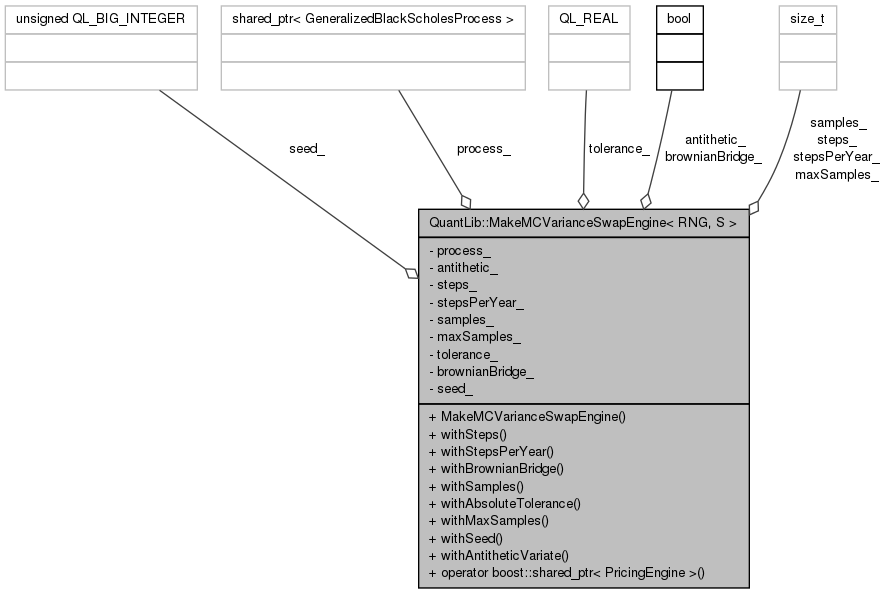 unsigned QL_BIG_INTEGER
shared_ptr< GeneralizedBlackScholesProcess >
QL_REAL
bool
size_t
seed_
process_
tolerance_
antithetic_
brownianBridge_
samples_
steps_
stepsPerYear_
maxSamples_
QuantLib::MakeMCVarianceSwapEngine< RNG, S >
- process_
- antithetic_
- steps_
- stepsPerYear_
- samples_
- maxSamples_
- tolerance_
- brownianBridge_
- seed_
+ MakeMCVarianceSwapEngine()
+ withSteps()
+ withStepsPerYear()
+ withBrownianBridge()
+ withSamples()
+ withAbsoluteTolerance()
+ withMaxSamples()
+ withSeed()
+ withAntitheticVariate()
+ operator boost::shared_ptr< PricingEngine >()